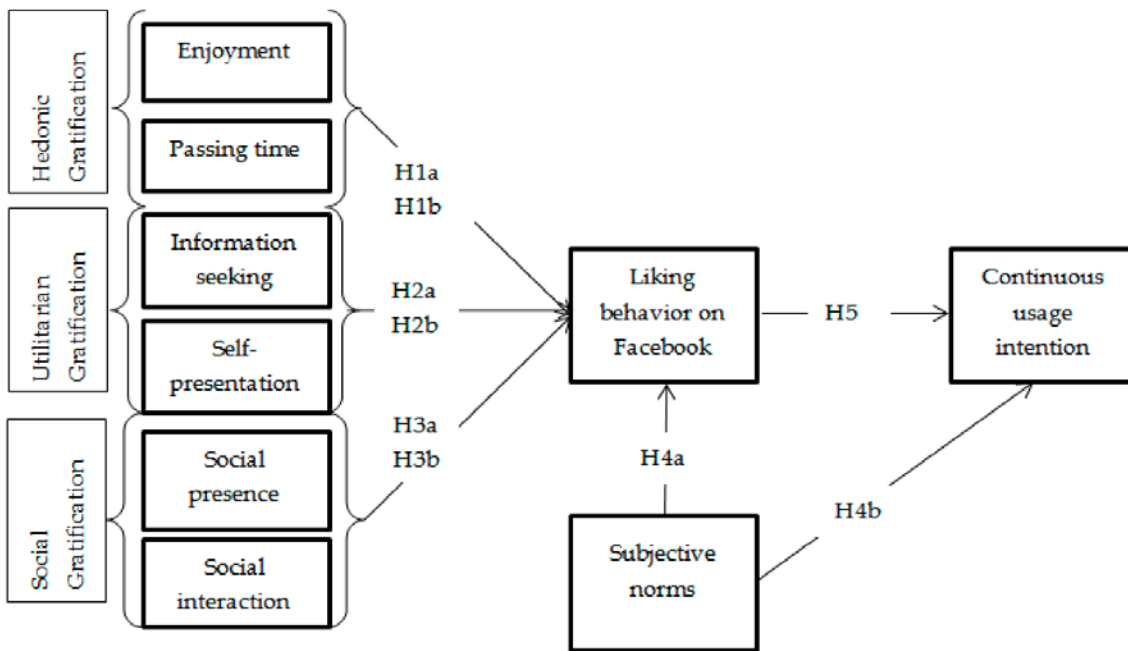 Hedonic
Gratification
Enjoyment
Passing time
H1a
H1b
Utilitarian
Gratification
Information
seeking
Self-
presentation
H2a
H2b
Social
Gratification
Social
presence
Social
interaction
H3a
H3b
Liking
behavior on
Facebook
H5
Continuous
usage
intention
H4a
H4b
Subjective
norms